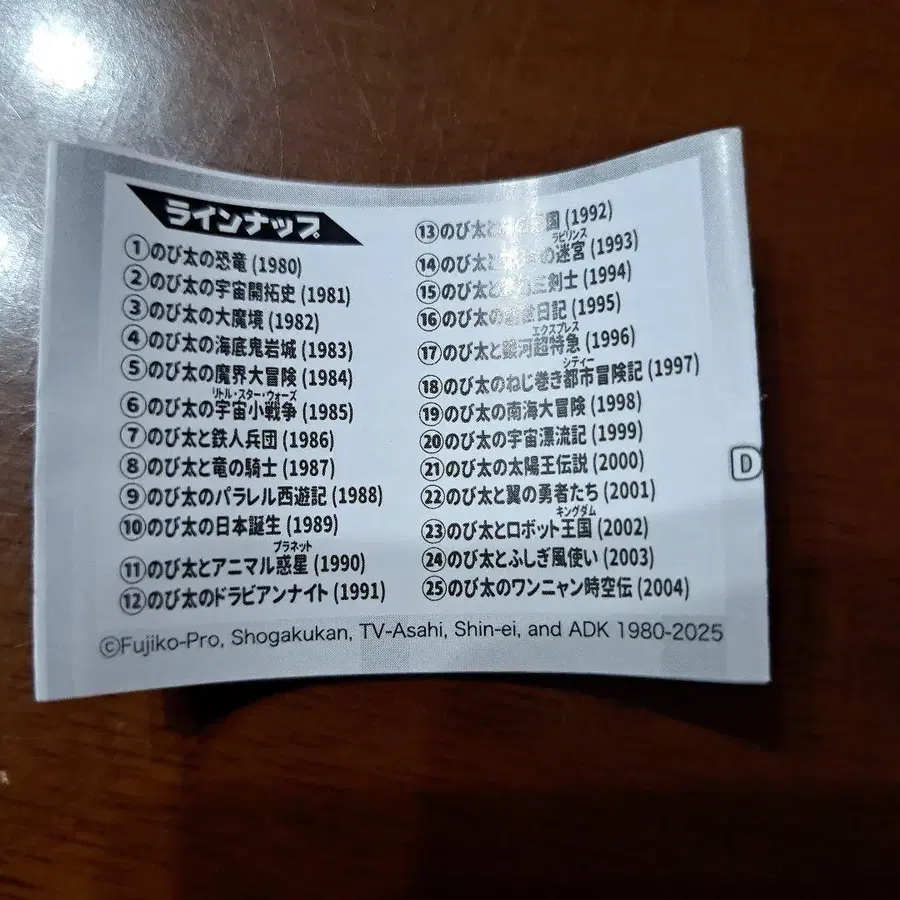 ラインナップ
①のび太の恐竜 (1980)
②のび太の宇宙開拓史 (1981)
③のび太の大魔境 (1982)
④のび太の海底鬼岩城 (1983)
⑤のび太の魔界大冒険 (1984)
リトル・スター・ウォーズ
⑥のび太の宇宙小戦争 (1985)
⑦のび太と鉄人兵団 (1986)
⑧のび太と竜の騎士 (1987)
⑨のび太のパラレル西遊記 (1988)
⑩のび太の日本誕生 (1989)
プラネット
⑪のび太とアニマル惑星 (1990)
⑫のび太のドラビアンナイト (1991)
⑬のび太と国 (1992)
ラビリンス
⑭のび太との迷宮 (1993)
⑮のび太と三剣士 (1994)
⑯のび太の日記 (1995)
エクスプレス
⑰のび太と銀河超特急 (1996)
シティー
⑱のび太のねじ巻き都市冒険記 (1997)
⑲のび太の南海大冒険 (1998)
⑳のび太の宇宙漂流記 (1999)
㉑のび太の太陽王伝説 (2000)
㉒のび太と翼の勇者たち (2001)
キングダム
㉓のび太とロボット王国 (2002)
㉔のび太とふしぎ風使い (2003)
㉕のび太のワンニャン時空伝 (2004)
D
©Fujiko-Pro, Shogakukan, TV-Asahi, Shin-ei, and ADK 1980-2025